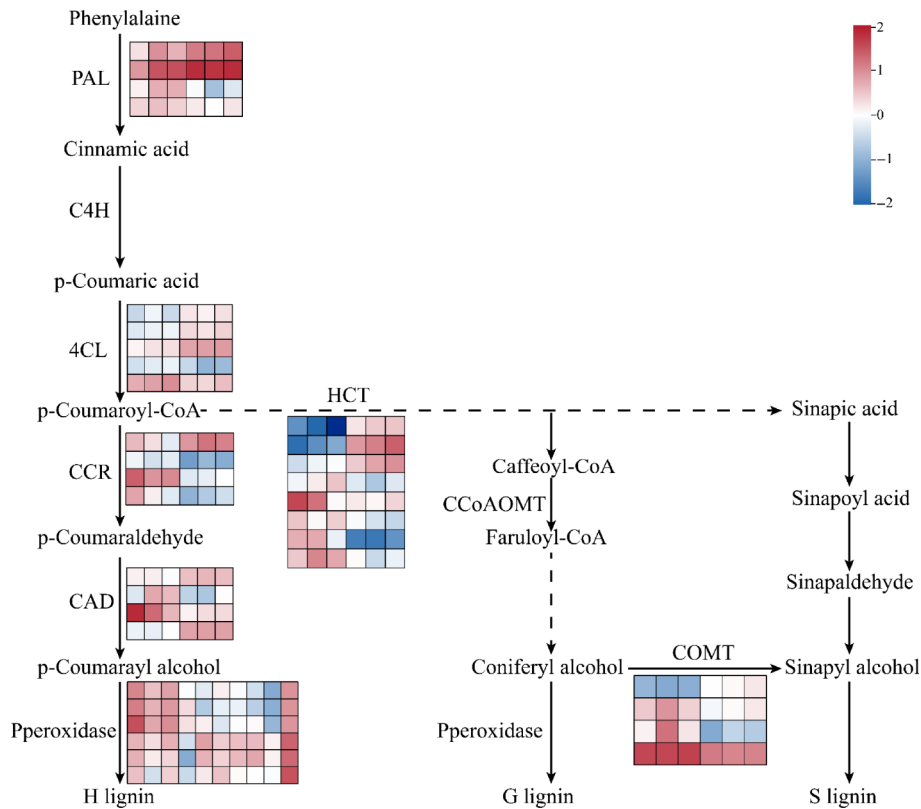 Phenylalaine
PAL
Cinnamic acid
C4H
p-Coumaric acid
4CL
p-Coumaroyl-CoA
HCT
Sinapic acid
CCR
Caffeoyl-CoA
CCoAOMT
Sinapoyl acid
p-Coumaraldehyde
Faruloyl-CoA
CAD
Sinapaldehyde
p-Coumarayl alcohol
Coniferyl alcohol
COMT
Sinapyl alcohol
Pperoxidase
Pperoxidase
H lignin
G lignin
S lignin
2
1
0
-1
-2